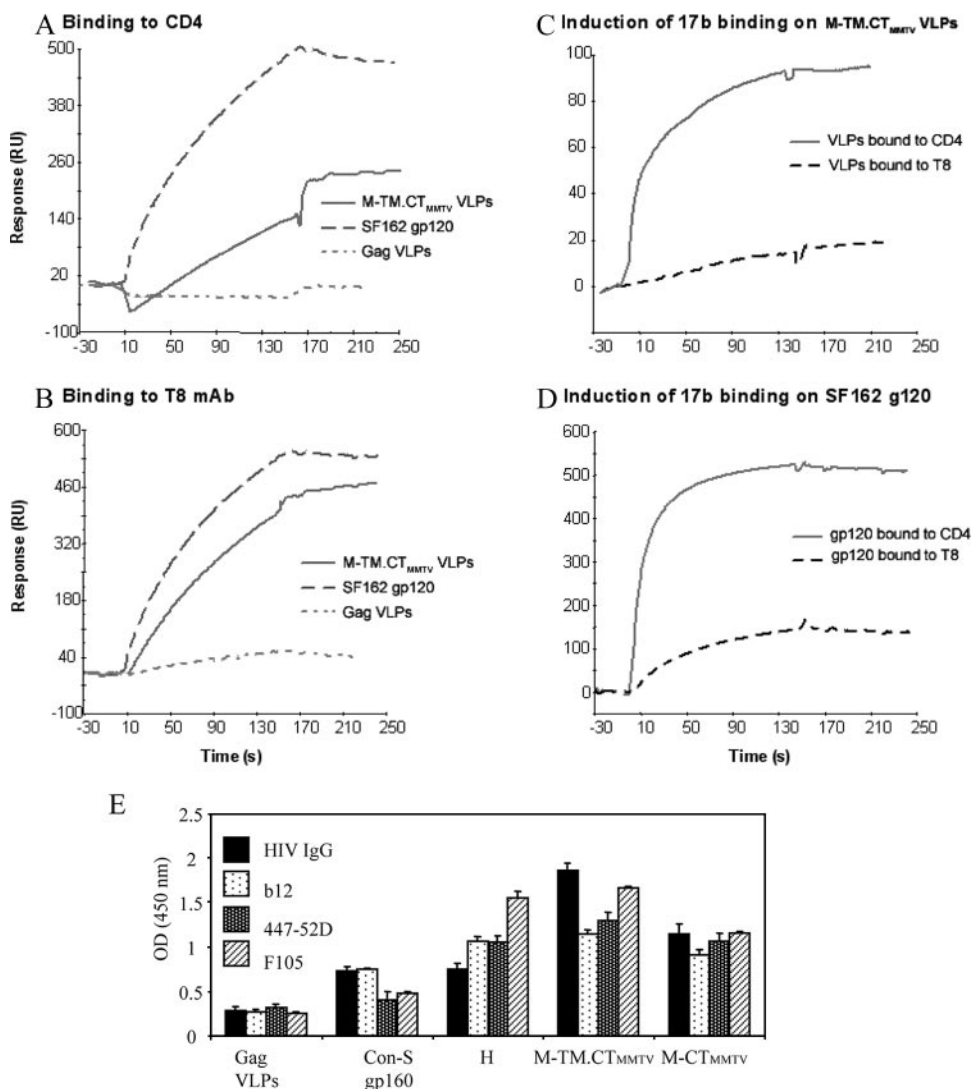 A Binding to CD4
500
380
260
140
20
-100
Response (RU)
M-TM.CTMMTV VLPs
SF162 gp120
Gag VLPs
-30 10 50 90 130 170 210 250
B Binding to T8 mAb
600
460
320
180
40
-100
Response (RU)
M-TM.CTMMTV VLPs
SF162 gp120
Gag VLPs
-30 10 50 90 130 170 210 250
Time (s)
C Induction of 17b binding on M-TM.CTMMTV VLPs
100
80
60
40
20
0
VLPs bound to CD4
VLPs bound to T8
-30 10 50 90 130 170 210 250
D Induction of 17b binding on SF162 g120
600
500
400
300
200
100
0
gp120 bound to CD4
gp120 bound to T8
-30 10 50 90 130 170 210 250
Time (s)
E
OD (450 nm)
2.5
2
1.5
1
0.5
0
HIV IgG
b12
447-52D
F105
Gag Con-S H M-TM.CTMMTV M-CTMMTV
VLPs gp160